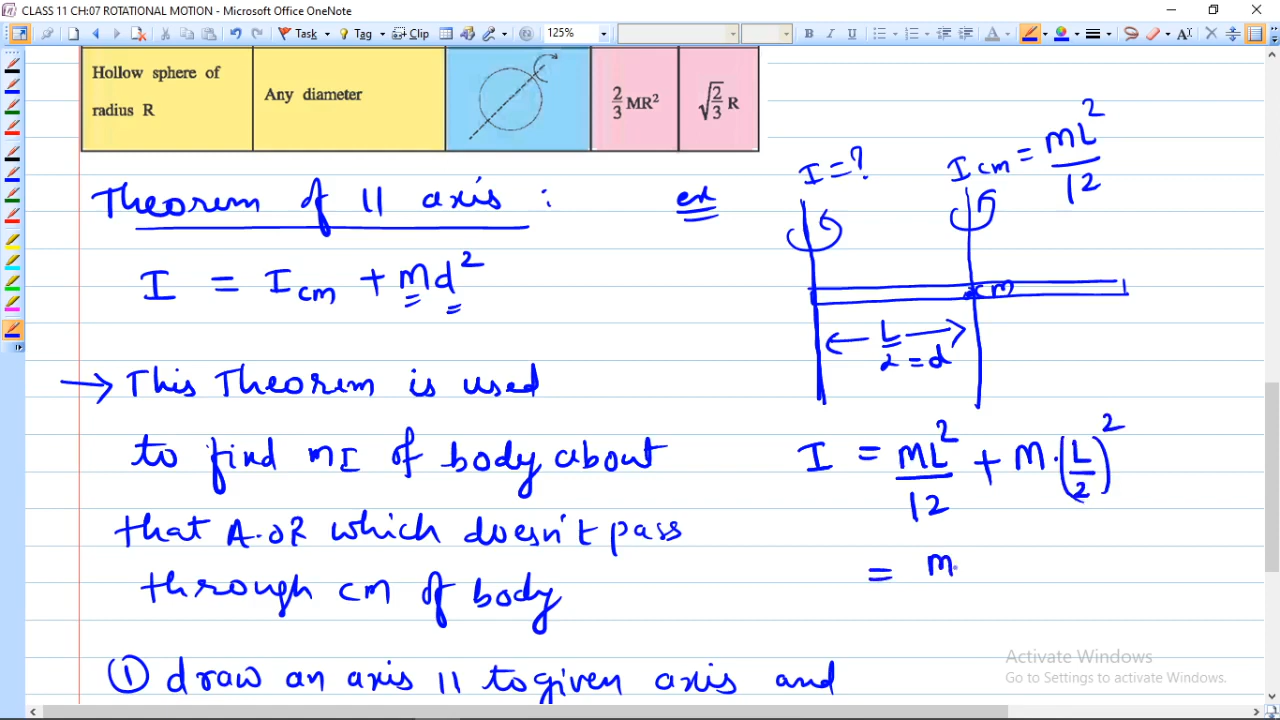 CLASS 11 CH:07 ROTATIONAL MOTION - Microsoft Office OneNote
Task Tag Clip 125%
Hollow sphere of radius R
Any diameter
2/3 MR²
√2/3 R
Theorem of || axis :
I = Icm + md²
→ This Theorem is used
to find MI of body about
that A.OR which doesn't pass
through cm of body
① draw an axis || to given axis and
ex
I = ?
Icm = mL²/12
cm
L/2 = d
I = mL²/12 + m.(L/2)²
= m
Activate Windows
Go to Settings to activate Windows.